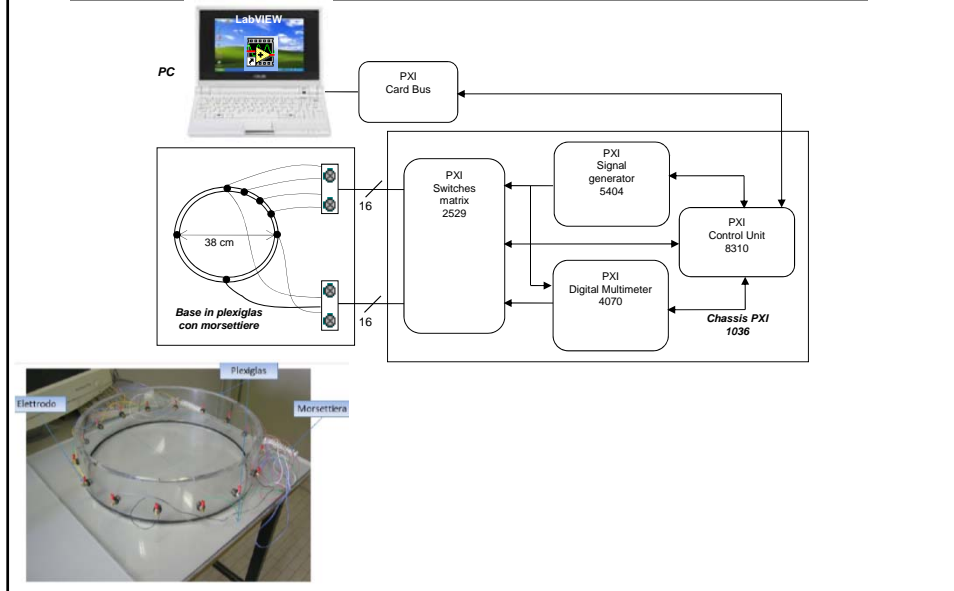 LabVIEW
PC
PXI
Card Bus
PXI
Switches
matrix
2529
PXI
Signal
generator
5404
PXI
Control Unit
8310
PXI
Digital Multimeter
4070
Chassis PXI
1036
16
16
38 cm
Base in plexiglas
con morsettiere
Plexiglas
Elettrodo
Morsettiera